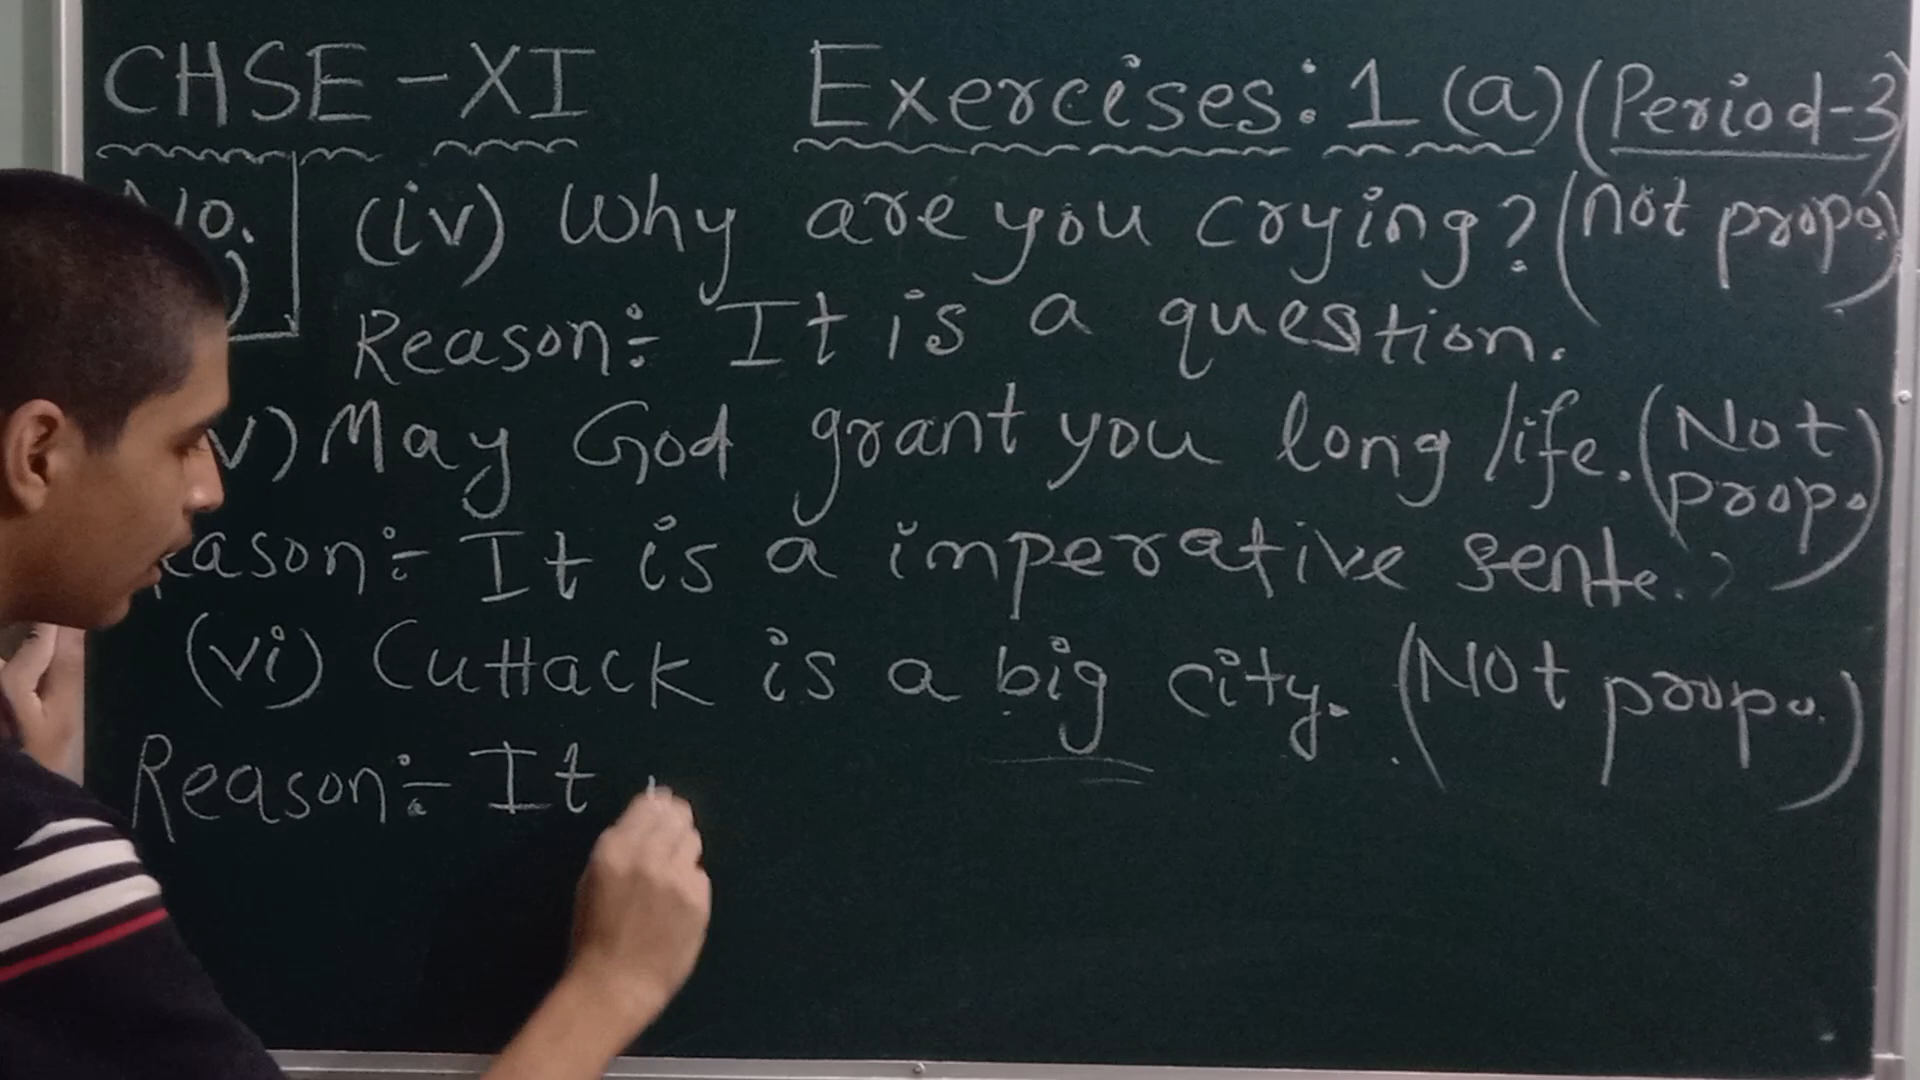 CHSE-XI Exercises: 1 (a) (Period-3)
No. (iv) Why are you crying? (not propo.)
Reason:- It is a question.
v) May God grant you long life. (Not propo.)
eason:- It is a imperative sente.
(vi) Cuttack is a big city. (Not propo.)
Reason:- It